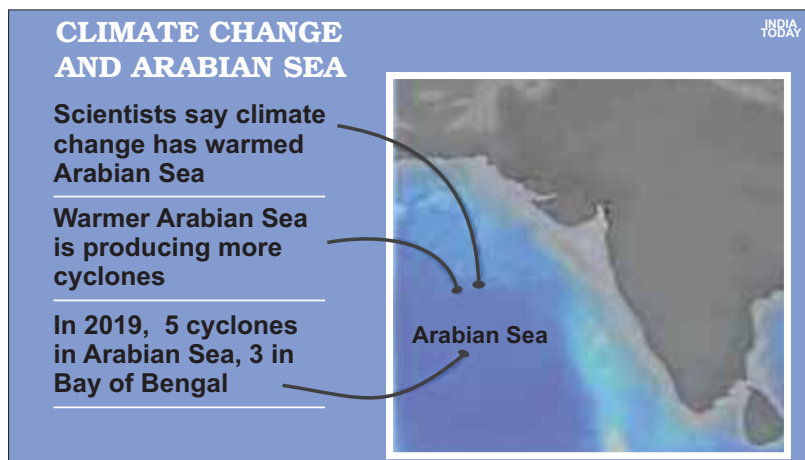 CLIMATE CHANGE
AND ARABIAN SEA
INDIA
TODAY
Scientists say climate
change has warmed
Arabian Sea
Warmer Arabian Sea
is producing more
cyclones
In 2019, 5 cyclones
in Arabian Sea, 3 in
Bay of Bengal
Arabian Sea